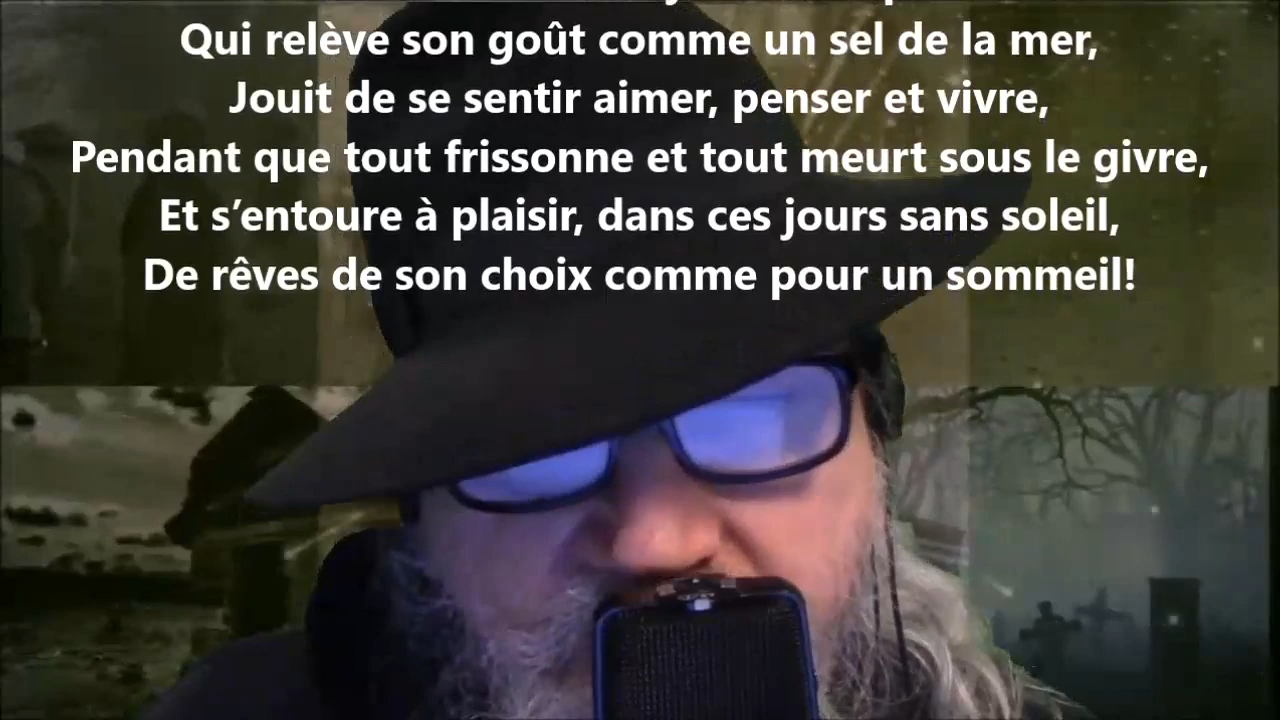 Qui relève son goût comme un sel de la mer,
Jouit de se sentir aimer, penser et vivre,
Pendant que tout frissonne et tout meurt sous le givre,
Et s’entoure à plaisir, dans ces jours sans soleil,
De rêves de son choix comme pour un sommeil!